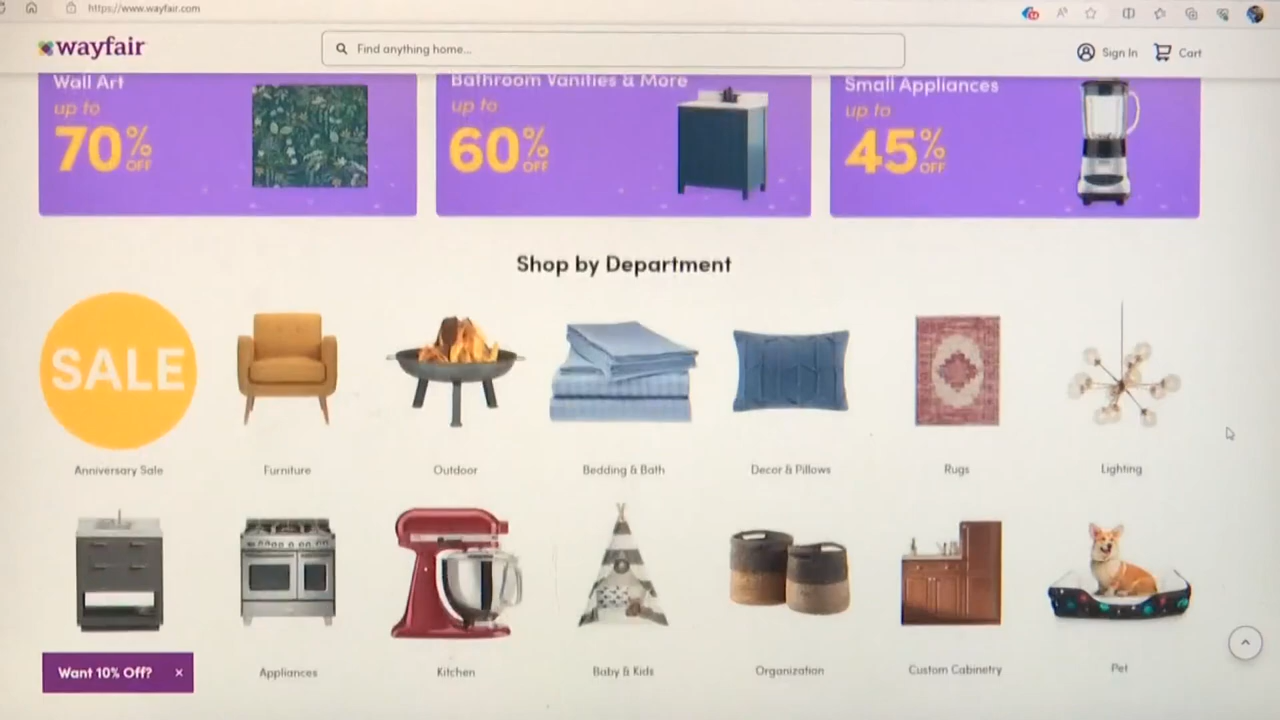 https://www.wayfair.com
wayfair
Find anything home...
Sign In
Cart
Wall Art
up to
70% OFF
Bathroom Vanities & More
up to
60% OFF
Small Appliances
up to
45% OFF
Shop by Department
SALE
Anniversary Sale
Furniture
Outdoor
Bedding & Bath
Decor & Pillows
Rugs
Lighting
Want 10% Off? ×
Appliances
Kitchen
Baby & Kids
Organization
Custom Cabinetry
Pet